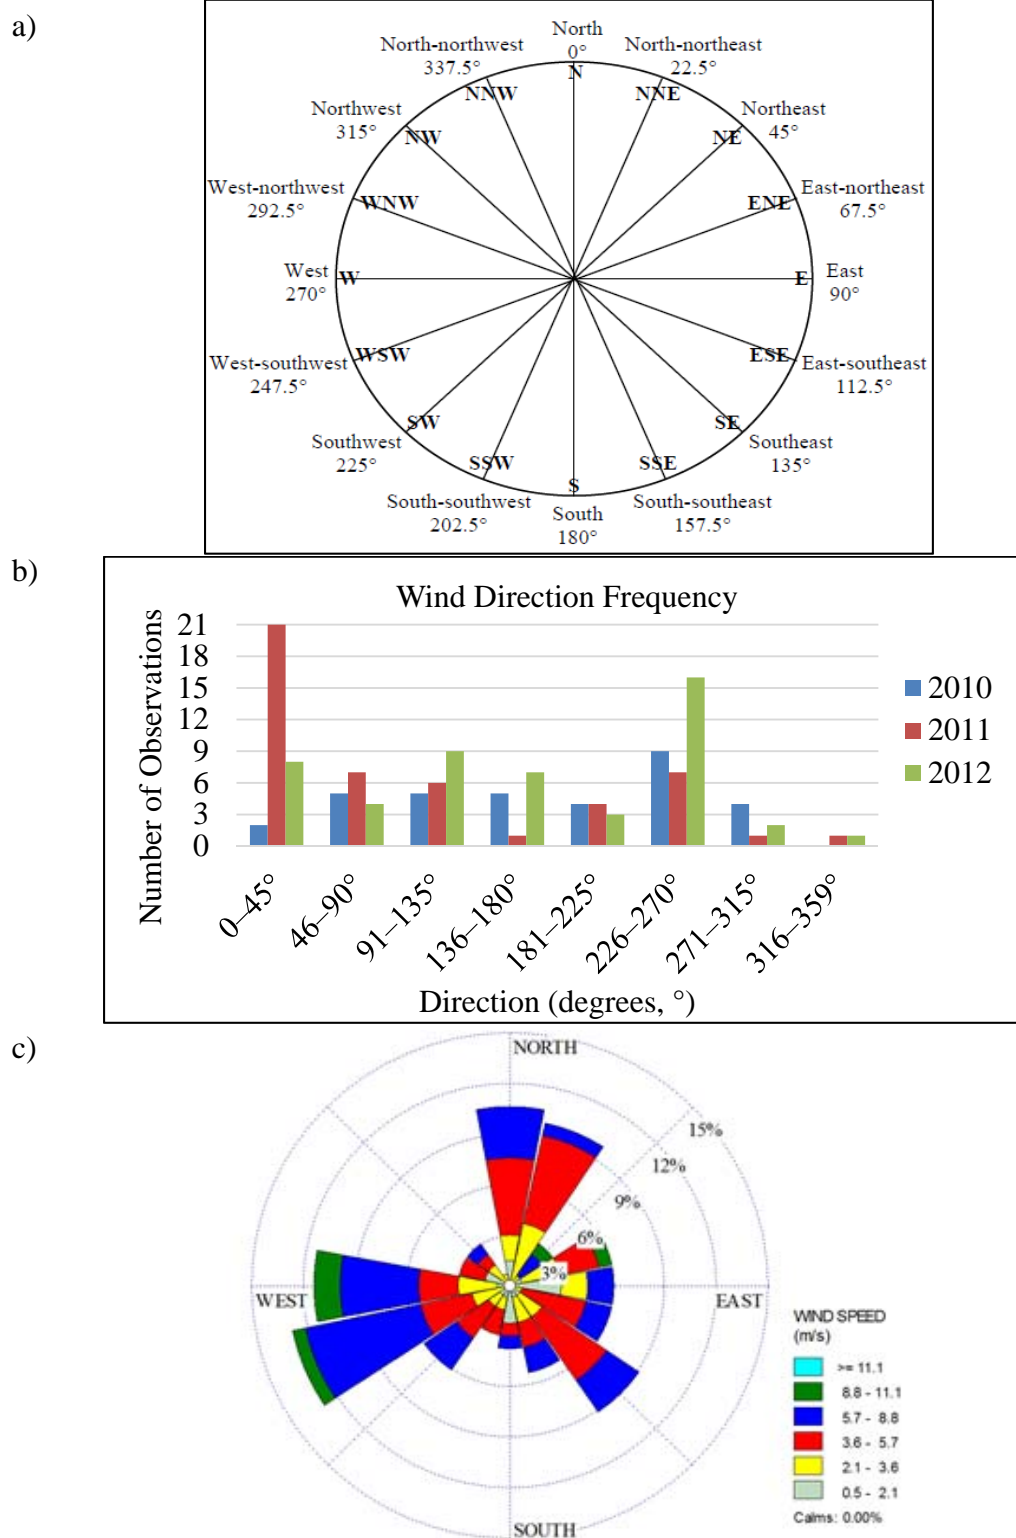 a)
North
0°
N
North-northwest
337.5°
NNW
North-northeast
22.5°
NNE
Northwest
315°
NW
Northeast
45°
NE
West-northwest
292.5°
WNW
East-northeast
67.5°
ENE
West
270°
W
East
90°
E
West-southwest
247.5°
WSW
East-southeast
112.5°
ESE
Southwest
225°
SW
Southeast
135°
SE
South-southwest
202.5°
SSW
South-southeast
157.5°
SSE
S
South
180°
b)
Wind Direction Frequency
Number of Observations
21
18
15
12
9
6
3
0
0–45°
46–90°
91–135°
136–180°
181–225°
226–270°
271–315°
316–359°
Direction (degrees, °)
2010
2011
2012
c)
NORTH
15%
12%
9%
6%
3%
WEST
EAST
SOUTH
WIND SPEED
(m/s)
>= 11.1
8.8 - 11.1
5.7 - 8.8
3.6 - 5.7
2.1 - 3.6
0.5 - 2.1
Calms: 0.00%